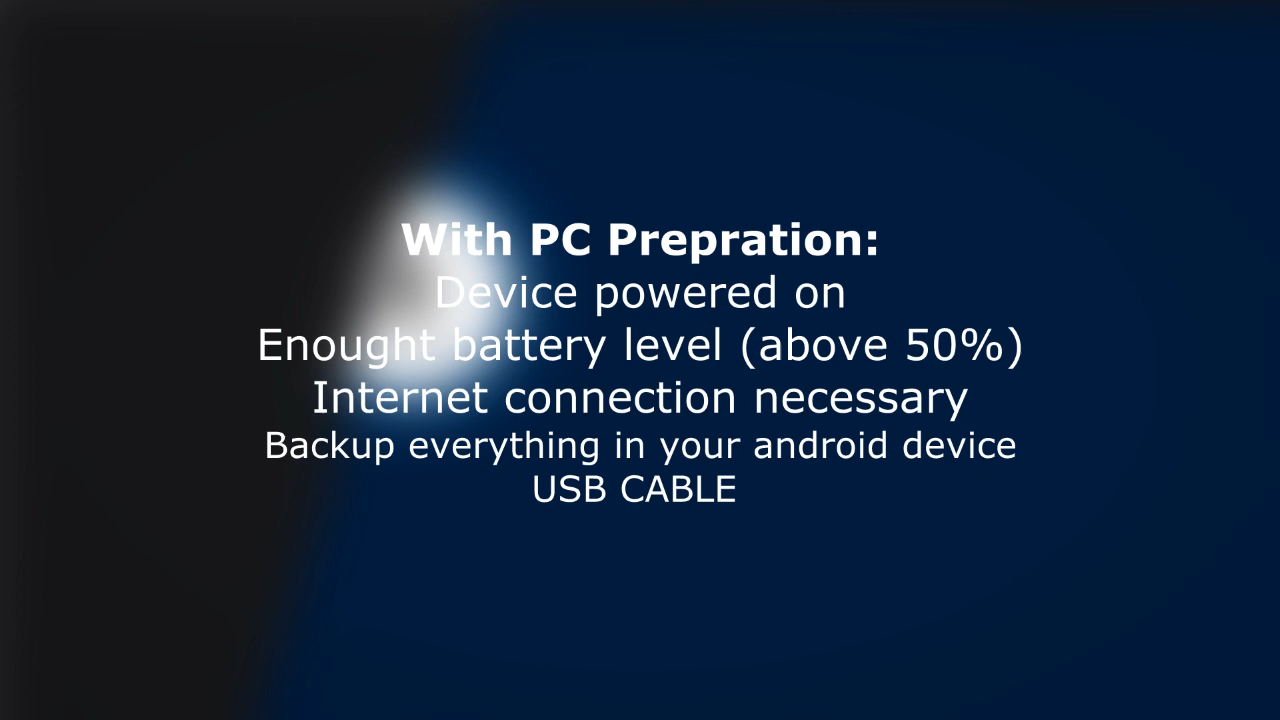 With PC Prepration:
Device powered on
Enought battery level (above 50%)
Internet connection necessary
Backup everything in your android device
USB CABLE